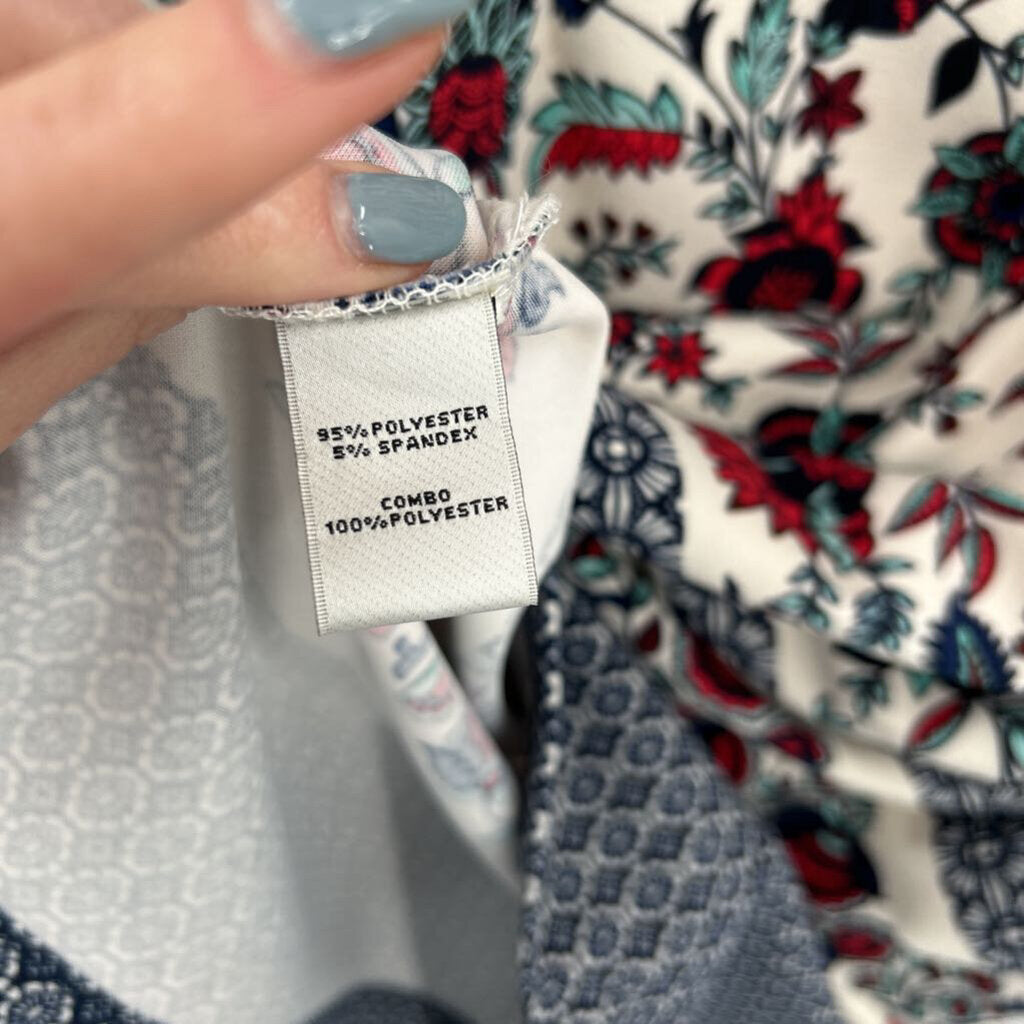 95% POLYESTER
5% SPANDEX
COMBO
100% POLYESTER